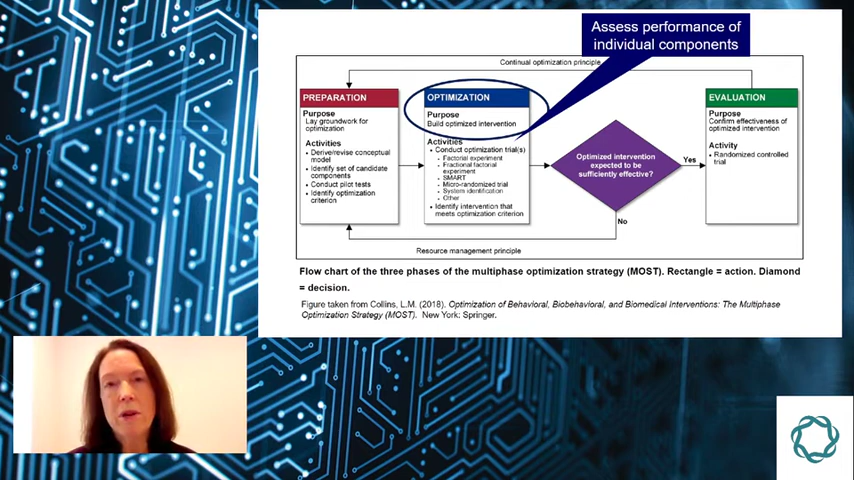 Assess performance of
individual components
Continual optimization principle
PREPARATION
Purpose
Lay groundwork for
optimization
Activities
• Derive/revise conceptual
model
• Identify set of candidate
components
• Conduct pilot tests
• Identify optimization
criterion
OPTIMIZATION
Purpose
Build optimized intervention
Activities
• Conduct optimization trial(s)
• Factorial experiment
• Fractional factorial
experiment
• SMART
• Micro-randomized trial
• System identification
• Other
• Identify intervention that
meets optimization criterion
Optimized intervention
expected to be
sufficiently effective?
Yes
No
EVALUATION
Purpose
Confirm effectiveness of
optimized intervention
Activity
• Randomized controlled
trial
Resource management principle
Flow chart of the three phases of the multiphase optimization strategy (MOST). Rectangle = action. Diamond
= decision.
Figure taken from Collins, L.M. (2018). Optimization of Behavioral, Biobehavioral, and Biomedical Interventions: The Multiphase
Optimization Strategy (MOST). New York: Springer.